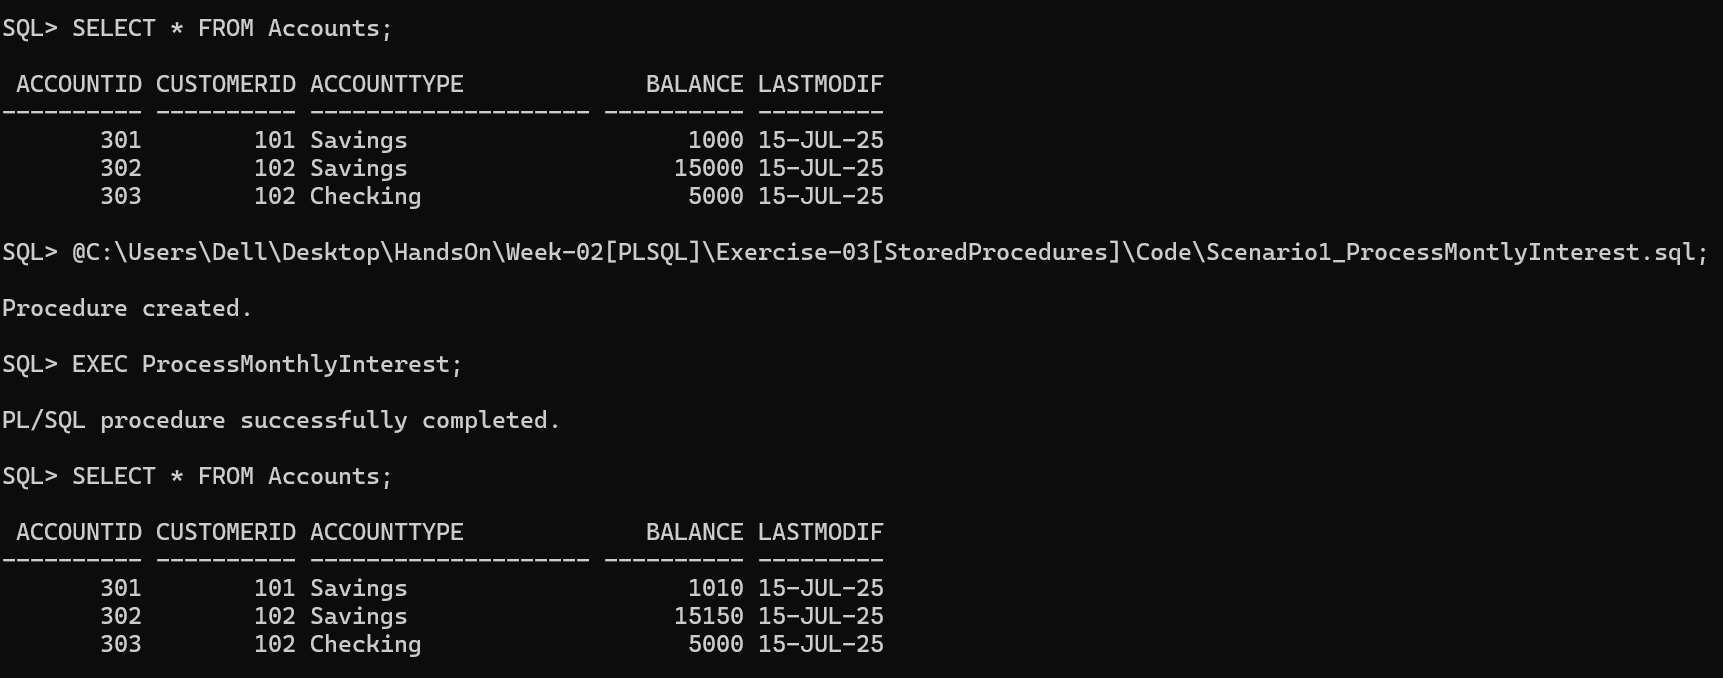 SQL> SELECT * FROM Accounts;
 ACCOUNTID CUSTOMERID ACCOUNTTYPE             BALANCE LASTMODIF
---------- ---------- -------------------- ---------- ---------
       301        101 Savings                    1000 15-JUL-25
       302        102 Savings                   15000 15-JUL-25
       303        102 Checking                   5000 15-JUL-25
SQL> @C:\Users\Dell\Desktop\HandsOn\Week-02[PLSQL]\Exercise-03[StoredProcedures]\Code\Scenario1_ProcessMontlyInterest.sql;
Procedure created.
SQL> EXEC ProcessMonthlyInterest;
PL/SQL procedure successfully completed.
SQL> SELECT * FROM Accounts;
 ACCOUNTID CUSTOMERID ACCOUNTTYPE             BALANCE LASTMODIF
---------- ---------- -------------------- ---------- ---------
       301        101 Savings                    1010 15-JUL-25
       302        102 Savings                   15150 15-JUL-25
       303        102 Checking                   5000 15-JUL-25